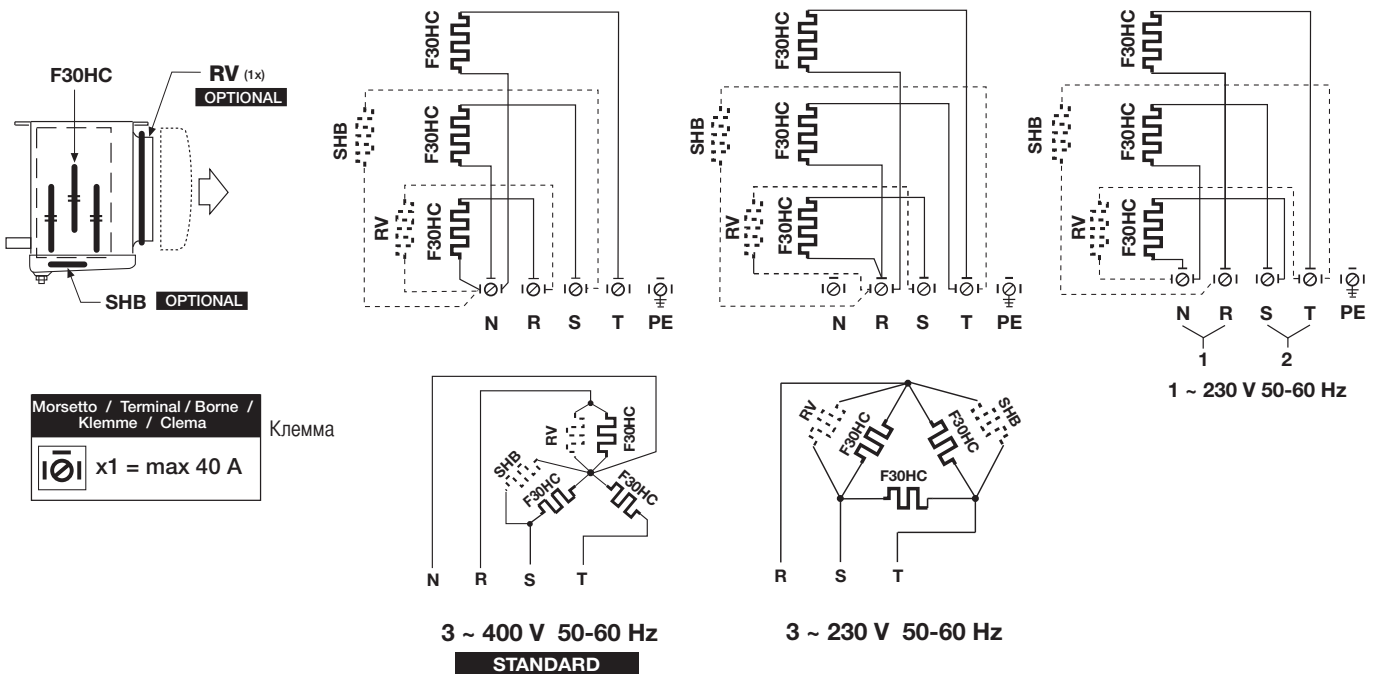 F30HC
RV (1x)
OPTIONAL
SHB OPTIONAL
F30HC
SHB
F30HC
RV
F30HC
N R S T PE
F30HC
SHB
F30HC
RV
F30HC
N R S T PE
F30HC
SHB
F30HC
RV
F30HC
N R S T PE
1 2
1 ~ 230 V 50-60 Hz
Morsetto / Terminal / Borne /
Klemme / Clema
Клемма
x1 = max 40 A
RV
F30HC
SHB
F30HC
F30HC
N R S T
3 ~ 400 V 50-60 Hz
STANDARD
RV
F30HC
F30HC
SHB
F30HC
R S T
3 ~ 230 V 50-60 Hz